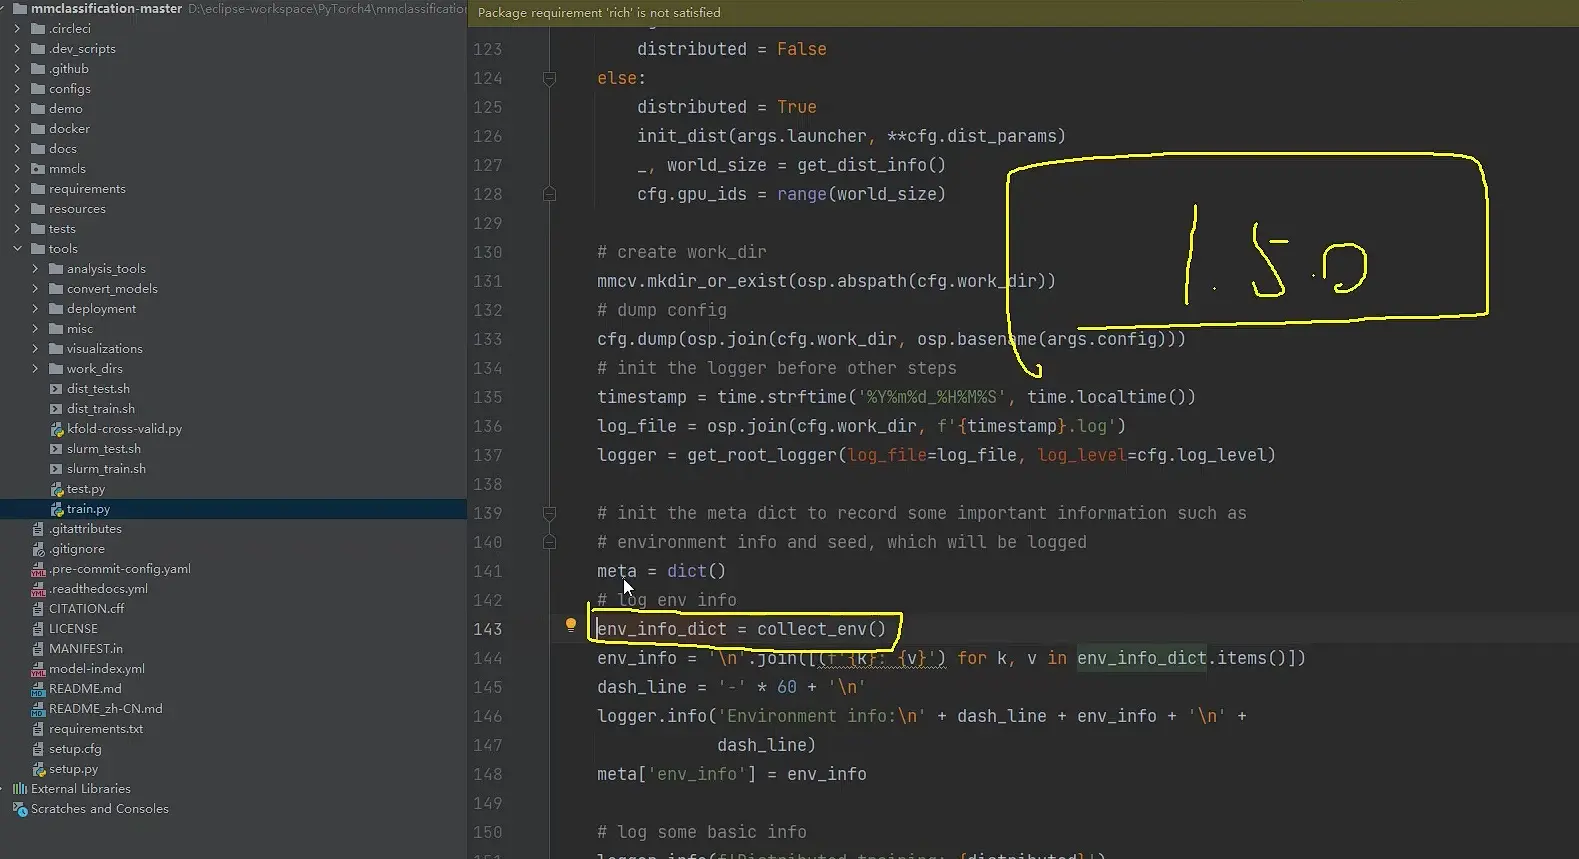 mmclassification-master D:\eclipse-workspace\PyTorch4\mmclassification
.circleci
.dev_scripts
.github
configs
demo
docker
docs
mmcls
requirements
resources
tests
tools
analysis_tools
convert_models
deployment
misc
visualizations
work_dirs
dist_test.sh
dist_train.sh
kfold-cross-valid.py
slurm_test.sh
slurm_train.sh
test.py
train.py
.gitattributes
.gitignore
.pre-commit-config.yaml
.readthedocs.yml
CITATION.cff
LICENSE
MANIFEST.in
model-index.yml
README.md
README_zh-CN.md
requirements.txt
setup.cfg
setup.py
External Libraries
Scratches and Consoles
Package requirement 'rich' is not satisfied
123 distributed = False
124 else:
125 distributed = True
126 init_dist(args.launcher, **cfg.dist_params)
127 _, world_size = get_dist_info()
128 cfg.gpu_ids = range(world_size)
129
130 # create work_dir
131 mmcv.mkdir_or_exist(osp.abspath(cfg.work_dir))
132 # dump config
133 cfg.dump(osp.join(cfg.work_dir, osp.basename(args.config)))
134 # init the logger before other steps
135 timestamp = time.strftime('%Y%m%d_%H%M%S', time.localtime())
136 log_file = osp.join(cfg.work_dir, f'{timestamp}.log')
137 logger = get_root_logger(log_file=log_file, log_level=cfg.log_level)
138
139 # init the meta dict to record some important information such as
140 # environment info and seed, which will be logged
141 meta = dict()
142 # log env info
143 env_info_dict = collect_env()
144 env_info = '\n'.join([(f'{k}: {v}') for k, v in env_info_dict.items()])
145 dash_line = '-' * 60 + '\n'
146 logger.info('Environment info:\n' + dash_line + env_info + '\n' +
147 dash_line)
148 meta['env_info'] = env_info
149
150 # log some basic info
151 logger.info(f'Distributed training: {distributed}')
1.5.0